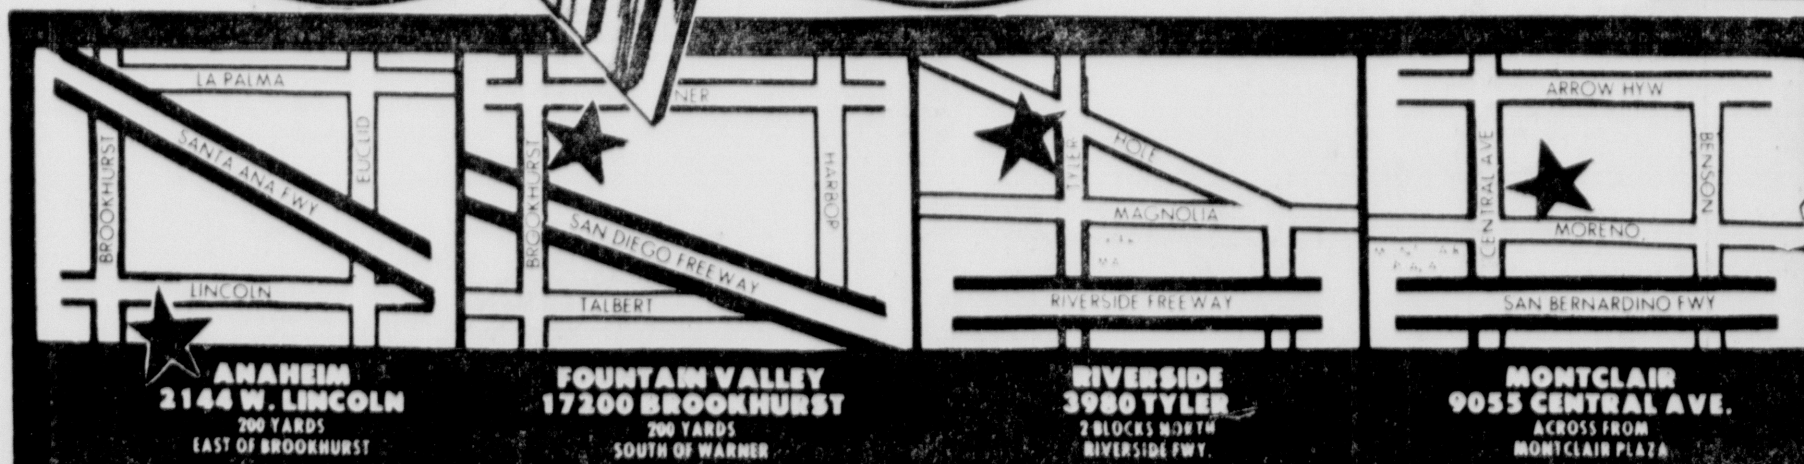 LA PALMA
BROOKHURST
SANTA ANA FWY
EUCLID
LINCOLN
ANAHEIM
2144 W. LINCOLN
200 YARDS
EAST OF BROOKHURST
NER
BROOKHURST
HARBOR
SAN DIEGO FREEWAY
TALBERT
FOUNTAIN VALLEY
17200 BROOKHURST
200 YARDS
SOUTH OF WARNER
TYLER
HOLE
MAGNOLIA
RIVERSIDE FREEWAY
RIVERSIDE
3980 TYLER
2 BLOCKS NORTH
RIVERSIDE FWY.
ARROW HYW
CENTRAL AVE
BENSON
MORENO
SAN BERNARDINO FWY
MONTCLAIR
9055 CENTRAL AVE.
ACROSS FROM
MONTCLAIR PLAZA